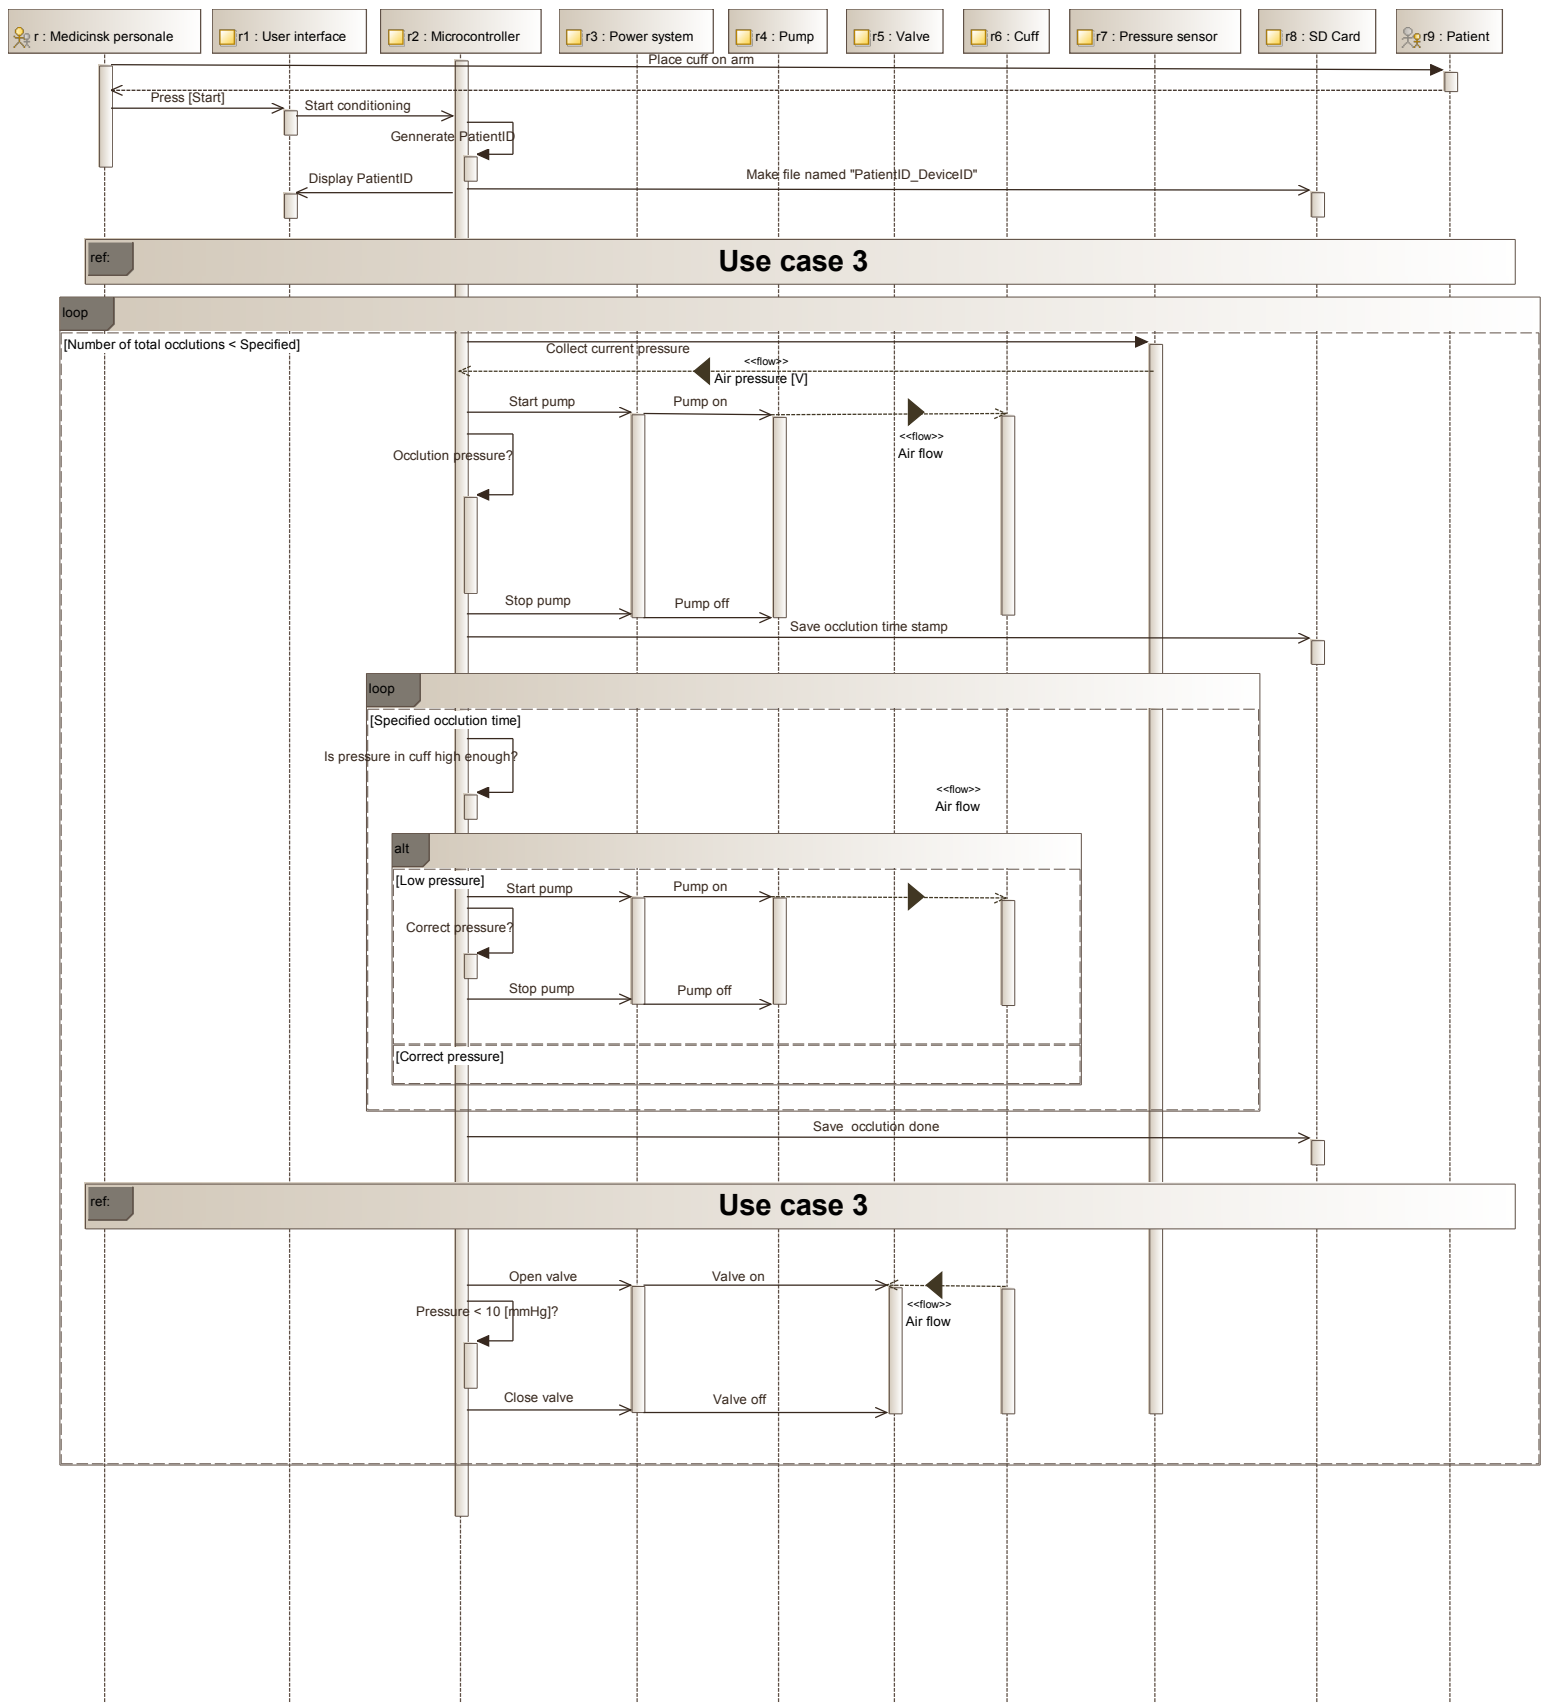 r : Medicinsk personale
r1 : User interface
r2 : Microcontroller
r3 : Power system
r4 : Pump
r5 : Valve
r6 : Cuff
r7 : Pressure sensor
r8 : SD Card
r9 : Patient
Place cuff on arm
Press [Start]
Start conditioning
Gennerate PatientID
Display PatientID
Make file named "PatientID_DeviceID"
ref:
Use case 3
loop
[Number of total occlutions < Specified]
Collect current pressure
<<flow>>
Air pressure [V]
Start pump
Pump on
<<flow>>
Air flow
Occlution pressure?
Stop pump
Pump off
Save occlution time stamp
loop
[Specified occlution time]
Is pressure in cuff high enough?
<<flow>>
Air flow
alt
[Low pressure]
Start pump
Pump on
Correct pressure?
Stop pump
Pump off
[Correct pressure]
Save  occlution done
ref:
Use case 3
Open valve
Valve on
<<flow>>
Air flow
Pressure < 10 [mmHg]?
Close valve
Valve off